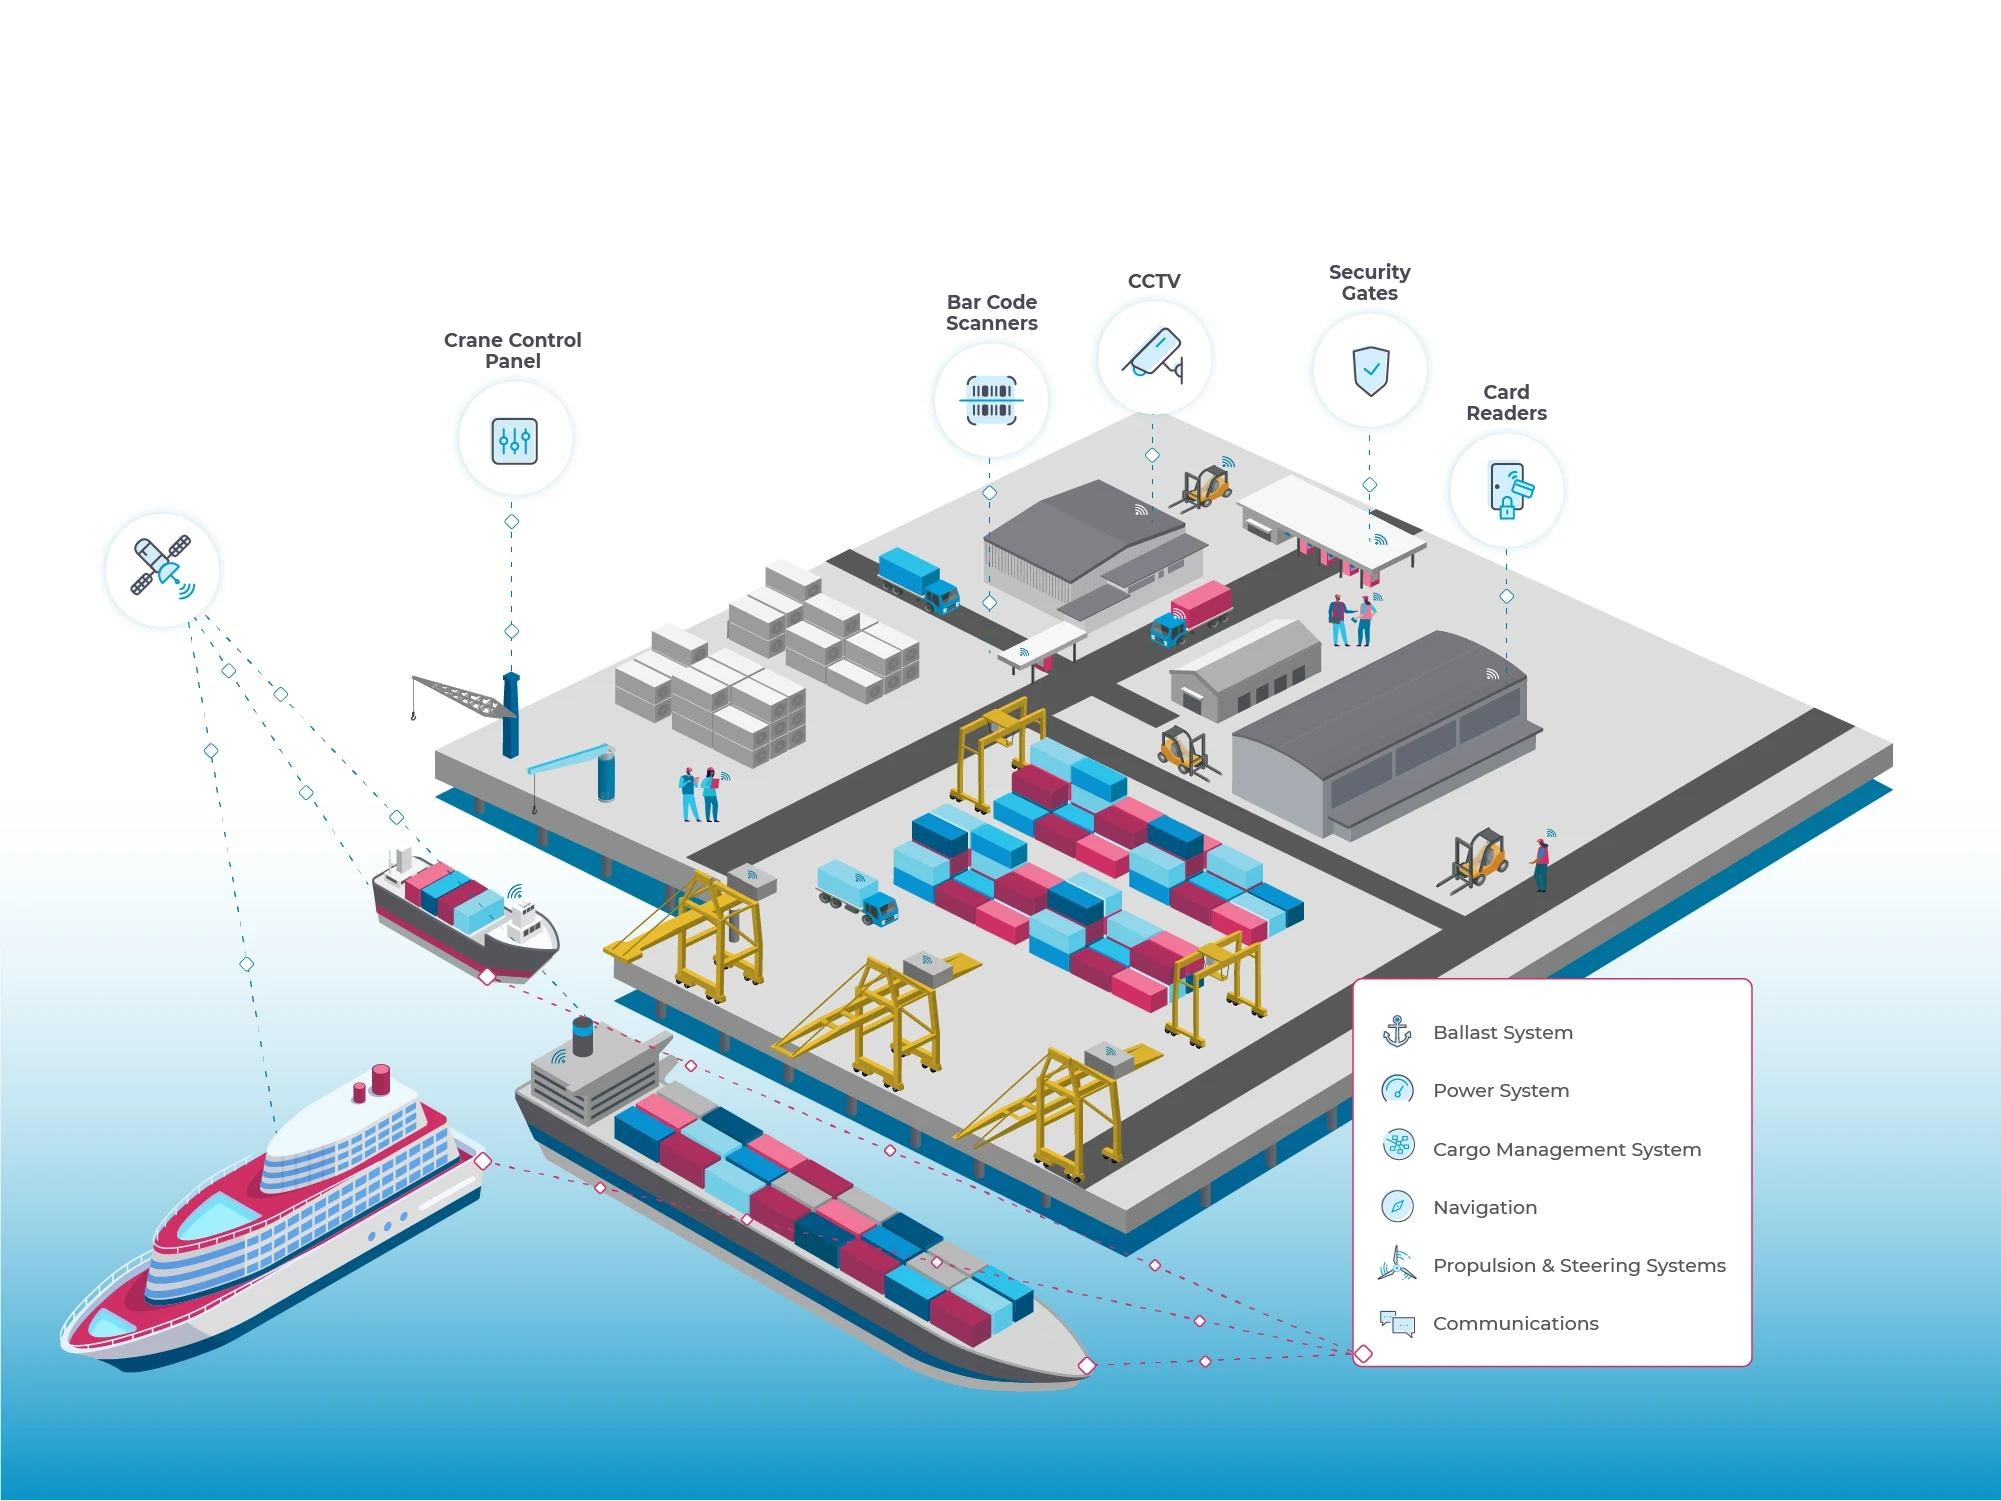 Security
Gates
CCTV
Bar Code
Scanners
Crane Control
Panel
Card
Readers
Ballast System
Power System
Cargo Management System
Navigation
Propulsion & Steering Systems
Communications